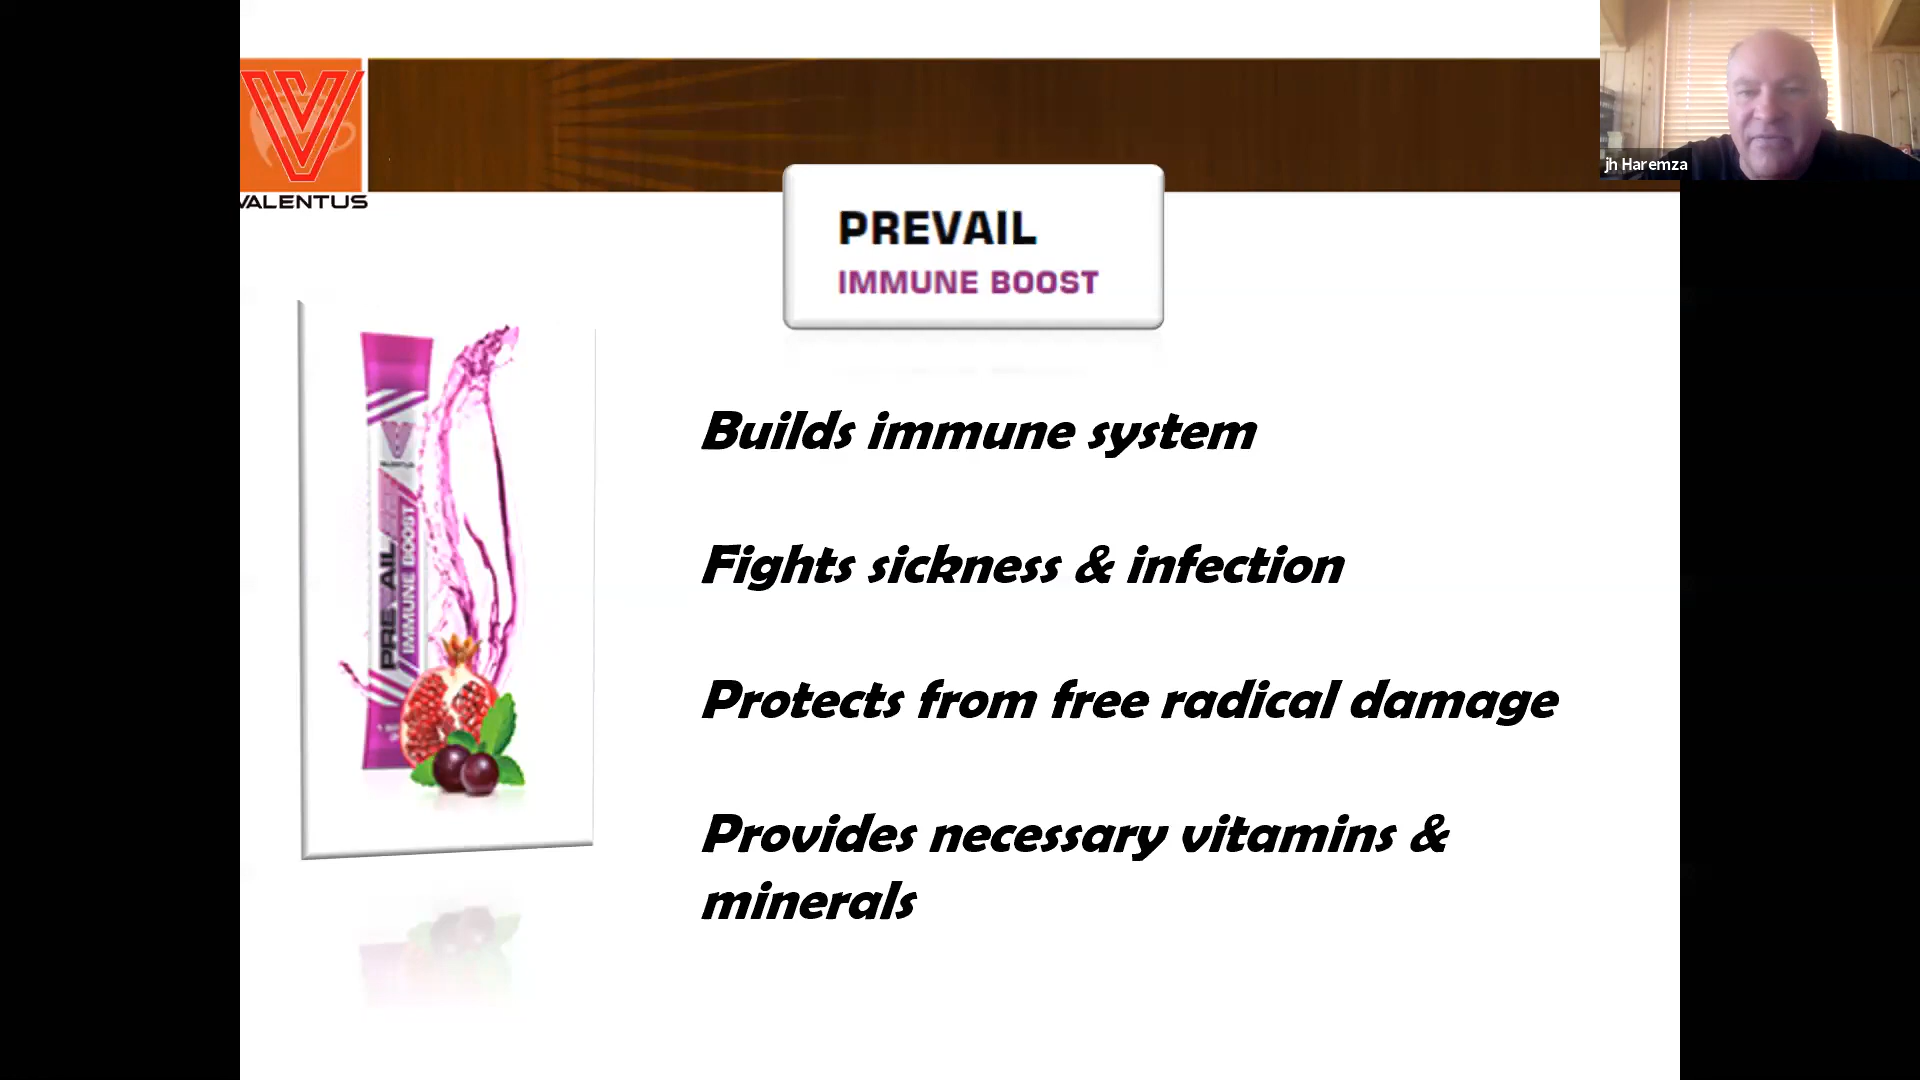 jh Haremza
VALENTUS
PREVAIL
IMMUNE BOOST
VALENTUS
PREVAIL
IMMUNE BOOST
Builds immune system
Fights sickness & infection
Protects from free radical damage
Provides necessary vitamins &
minerals